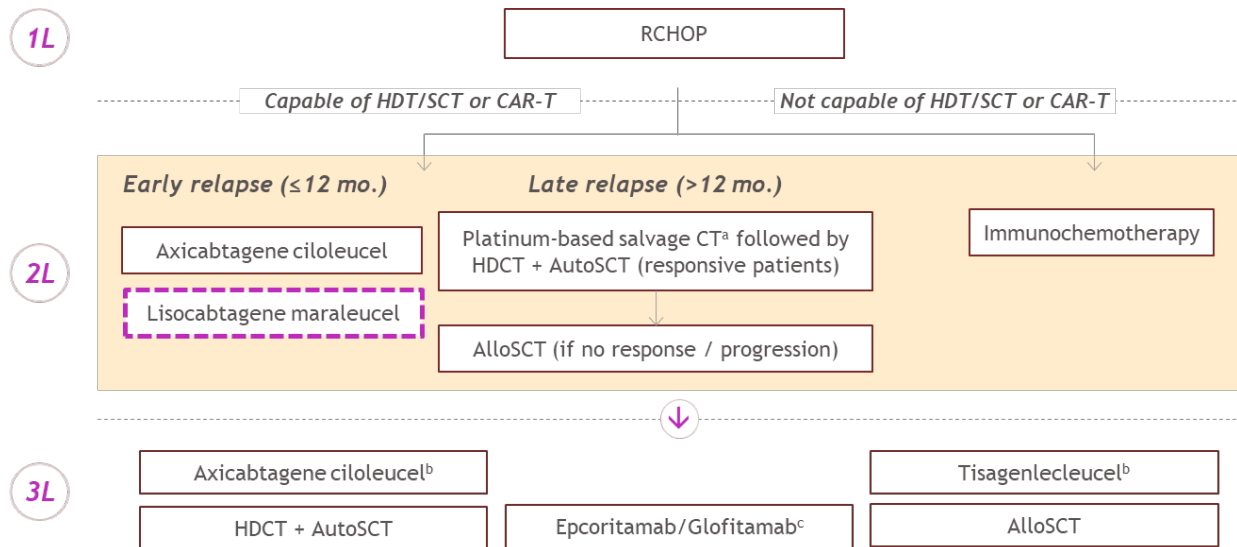 1L
RCHOP
Capable of HDT/SCT or CAR-T
Not capable of HDT/SCT or CAR-T
2L
Early relapse (≤12 mo.)
Axicabtagene ciloleucel
Lisocabtagene maraleucel
Late relapse (>12 mo.)
Platinum-based salvage CTᵃ followed by
HDCT + AutoSCT (responsive patients)
AlloSCT (if no response / progression)
Immunochemotherapy
3L
Axicabtagene ciloleucelᵇ
HDCT + AutoSCT
Epcoritamab/Glofitamabᶜ
Tisagenlecleucelᵇ
AlloSCT